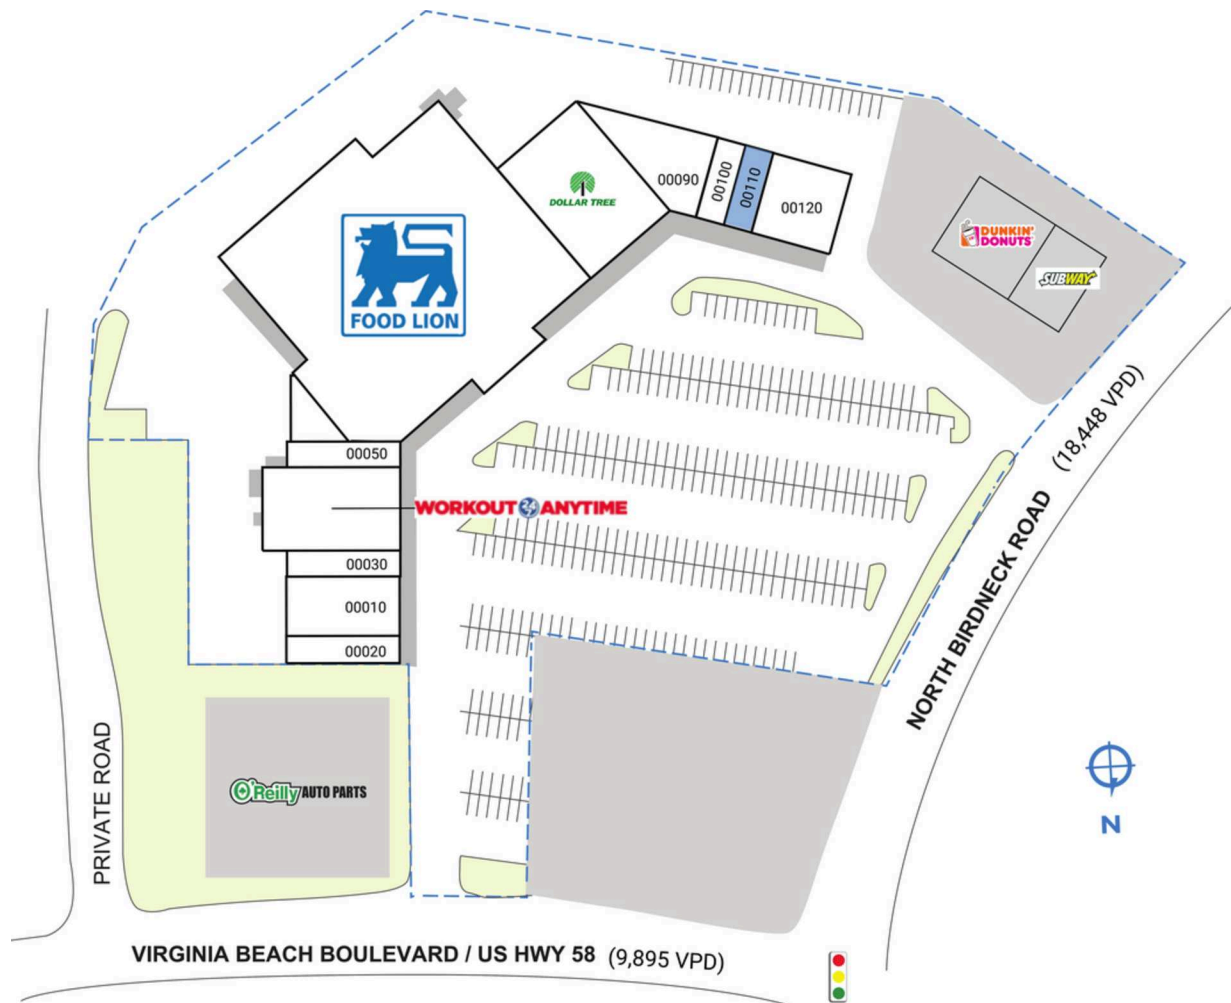 00090
00100
00110
00120
DOLLAR TREE
DUNKIN'
DONUTS
SUBWAY
FOOD LION
(18,448 VPD)
00050
WORKOUT 24 ANYTIME
00030
00010
00020
NORTH BIRDNECK ROAD
PRIVATE ROAD
O'Reilly AUTO PARTS
N
VIRGINIA BEACH BOULEVARD / US HWY 58 (9,895 VPD)